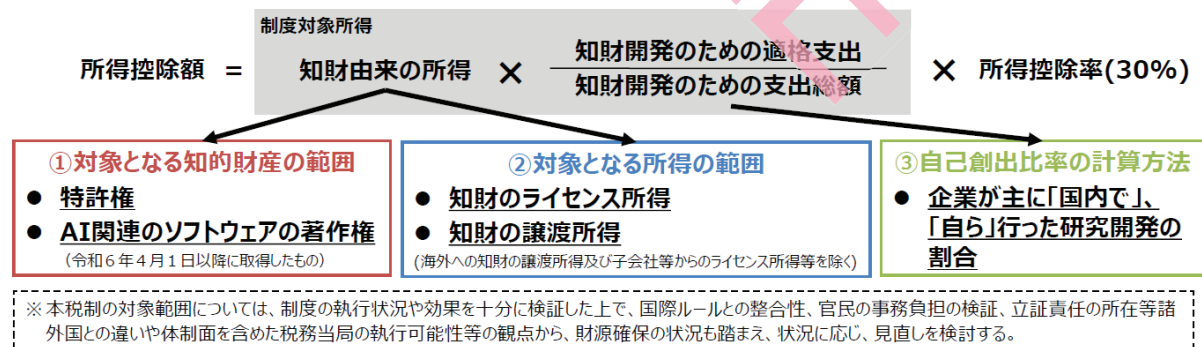 制度対象所得
所得控除額 = 知財由来の所得 × 知財開発のための適格支出
知財開発のための支出総額 × 所得控除率(30%)
①対象となる知的財産の範囲
● 特許権
● AI関連のソフトウェアの著作権
（令和６年４月１日以降に取得したもの）
②対象となる所得の範囲
● 知財のライセンス所得
● 知財の譲渡所得
(海外への知財の譲渡所得及び子会社等からのライセンス所得等を除く)
③自己創出比率の計算方法
● 企業が主に「国内で」、
「自ら」行った研究開発の
割合
※本税制の対象範囲については、制度の執行状況や効果を十分に検証した上で、国際ルールとの整合性、官民の事務負担の検証、立証責任の所在等諸
外国との違いや体制面を含めた税務当局の執行可能性等の観点から、財源確保の状況も踏まえ、状況に応じ、見直しを検討する。